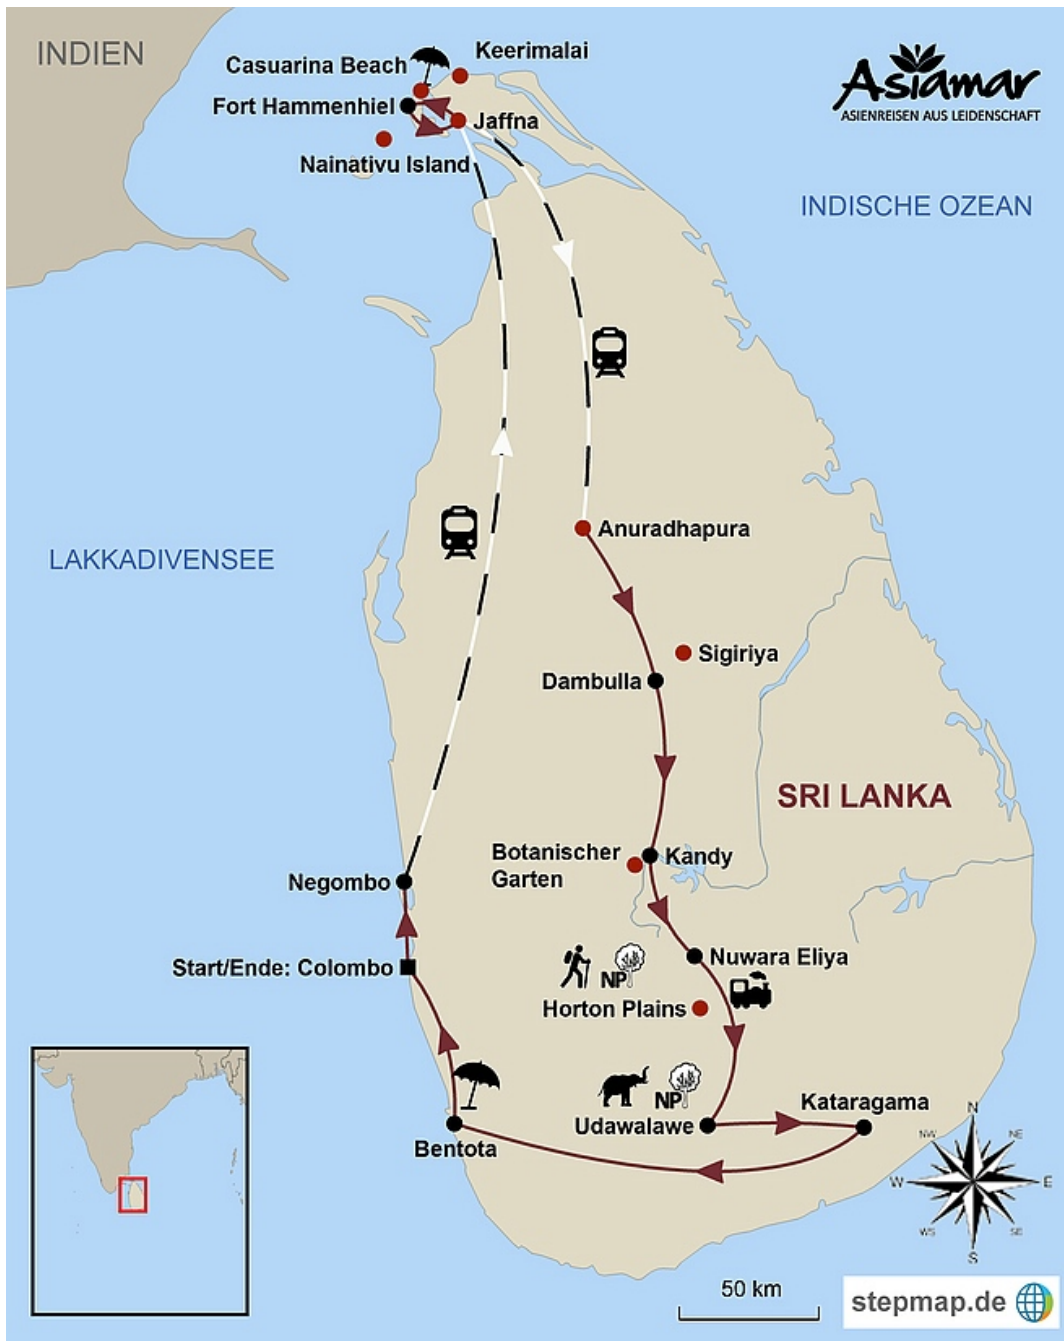 INDIEN
Keerimalai
Casuarina Beach
Fort Hammenhiel
Jaffna
Nainativu Island
Asiamar
ASIENREISEN AUS LEIDENSCHAFT
INDISCHE OZEAN
LAKKADIVENSEE
Anuradhapura
Sigiriya
Dambulla
SRI LANKA
Botanischer
Garten
Kandy
Negombo
Nuwara Eliya
Start/Ende: Colombo
NP
Horton Plains
NP
Udawalawe
Kataragama
Bentota
N
NW
NE
W
E
WS
SE
S
50 km
stepmap.de